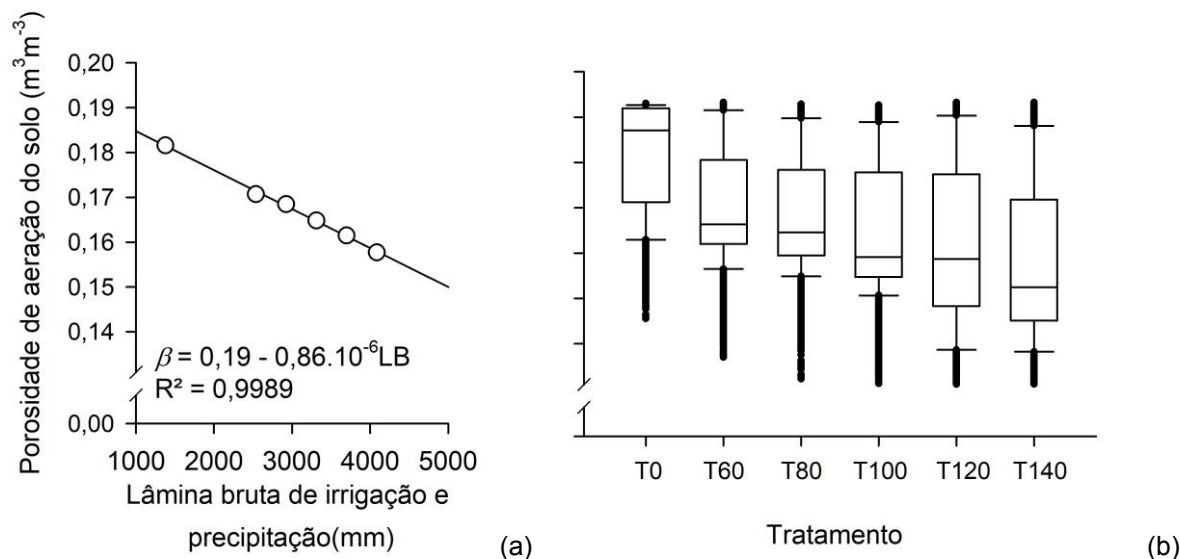 Porosidade de aeração do solo (m³m⁻³)
0,20
0,19
0,18
0,17
0,16
0,15
0,14
0,00
β = 0,19 - 0,86.10⁻⁶LB
R² = 0,9989
1000 2000 3000 4000 5000
Lâmina bruta de irrigação e
precipitação(mm)
(a)
T0 T60 T80 T100 T120 T140
Tratamento
(b)